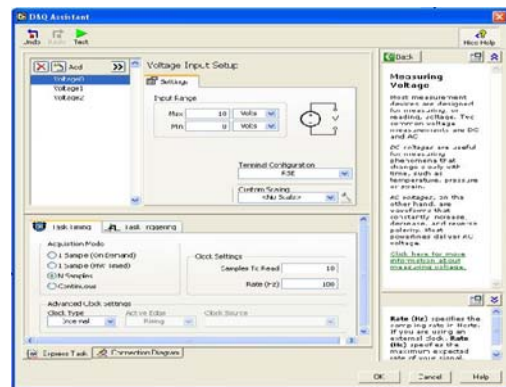 DAQ Assistant
Undo Redo Test
Hide Help
Add
Voltage0
Voltage1
Voltage2
Voltage Input Setup
Settings
Input Range
Max 10 Volts
Min 0 Volts
V
Terminal Configuration
RSE
Custom Scaling
<No Scale>
Task Timing Task Triggering
Acquisition Mode
1 Sample (On Demand)
1 Sample (HW Timed)
N Samples
Continuous
Clock Settings
Samples To Read 10
Rate (Hz) 100
Advanced Clock Settings
Clock Type Active Edge Clock Source
Internal Rising
Express Task Connection Diagram
Back
Measuring
Voltage
Most measurement
devices are designed
for measuring, or
reading, voltage. Two
common voltage
measurements are DC
and AC.
DC voltages are useful
for measuring
phenomena that
change slowly with
time, such as
temperature, pressure
or strain.
AC voltages, on the
other hand, are
waveforms that
constantly increase,
decrease, and reverse
polarity. Most
powerlines deliver AC
voltage.
Click here for more
information about
measuring voltage.
Rate (Hz) specifies the
sampling rate in Hertz.
If you are using an
external clock, Rate
(Hz) specifies the
maximum expected
rate of your signal.
OK Cancel Help